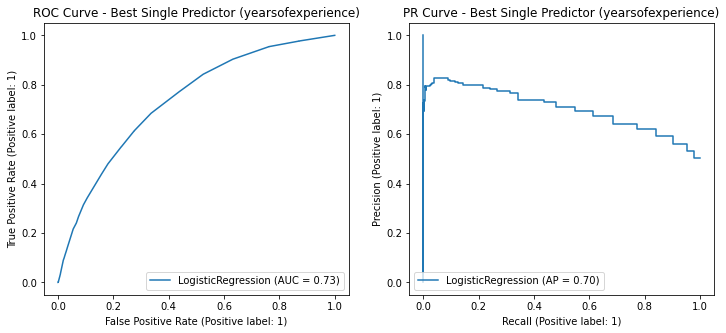 ROC Curve - Best Single Predictor (yearsofexperience)
1.0
0.8
0.6
0.4
0.2
0.0
True Positive Rate (Positive label: 1)
LogisticRegression (AUC = 0.73)
0.0 0.2 0.4 0.6 0.8 1.0
False Positive Rate (Positive label: 1)
PR Curve - Best Single Predictor (yearsofexperience)
1.0
0.8
0.6
0.4
0.2
0.0
Precision (Positive label: 1)
LogisticRegression (AP = 0.70)
0.0 0.2 0.4 0.6 0.8 1.0
Recall (Positive label: 1)